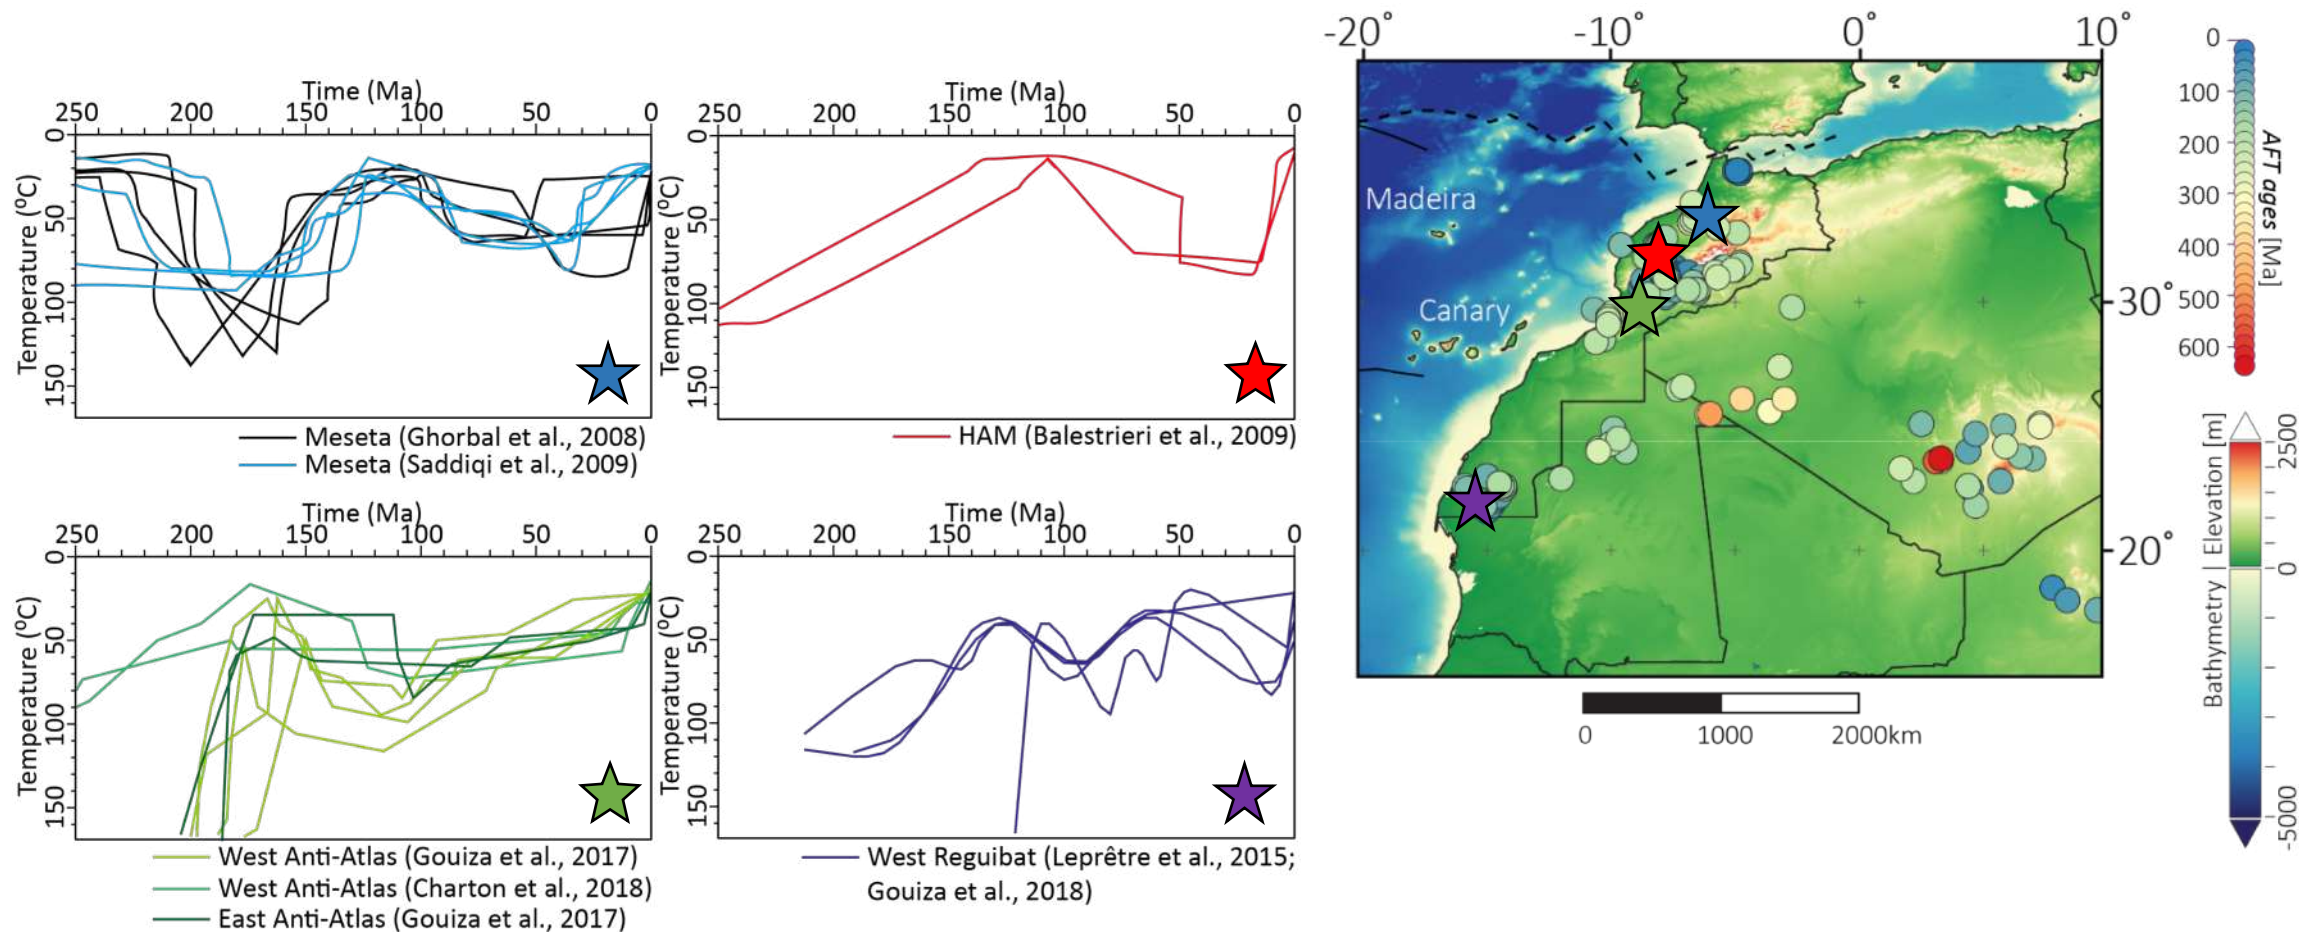 Time (Ma)
250 200 150 100 50 0
Temperature (⁰C)
0 50 100 150
Meseta (Ghorbal et al., 2008)
Meseta (Saddiqi et al., 2009)
Time (Ma)
250 200 150 100 50 0
Temperature (⁰C)
0 50 100 150
HAM (Balestrieri et al., 2009)
Time (Ma)
250 200 150 100 50 0
Temperature (⁰C)
0 50 100 150
West Anti-Atlas (Gouiza et al., 2017)
West Anti-Atlas (Charton et al., 2018)
East Anti-Atlas (Gouiza et al., 2017)
Time (Ma)
250 200 150 100 50 0
Temperature (⁰C)
0 50 100 150
West Reguibat (Leprêtre et al., 2015;
Gouiza et al., 2018)
-20° -10° 0° 10°
Madeira
Canary
30°
20°
0 1000 2000km
0
100
200
300
400
500
600
AFT ages [Ma]
Bathymetry | Elevation [m]
2500
0
-5000